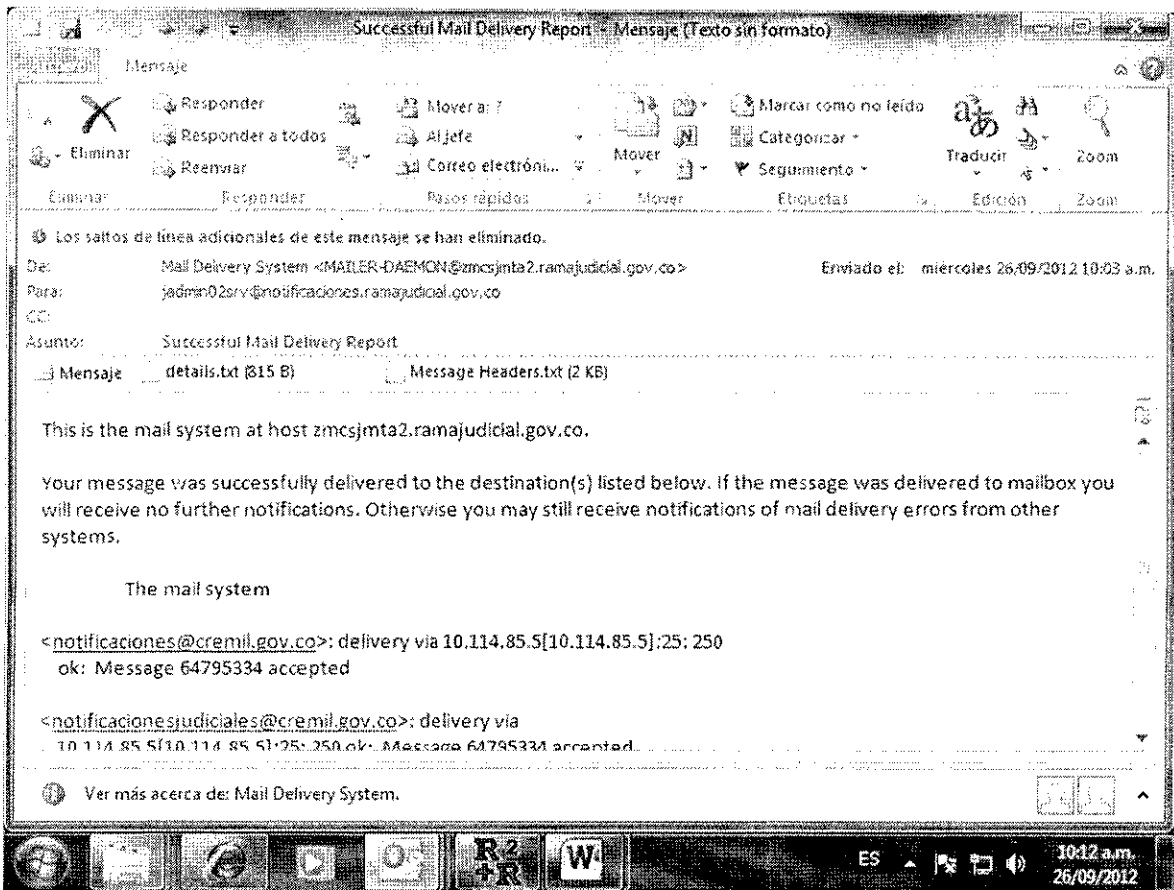 Successful Mail Delivery Report - Mensaje (Texto sin formato)
Mensaje
Eliminar
Responder
Responder a todos
Reenviar
Mover a: ?
Al jefe
Correo electróni...
Mover
Marcar como no leído
Categorizar
Seguimiento
Traducir
Zoom
Eliminar Responder Pasos rápidos Mover Etiquetas Edición Zoom
Los saltos de línea adicionales de este mensaje se han eliminado.
De: Mail Delivery System <MAILER-DAEMON@zmcsjmta2.ramajudicial.gov.co> Enviado el: miércoles 26/09/2012 10:03 a.m.
Para: jadmin02srv@notificaciones.ramajudicial.gov.co
CC:
Asunto: Successful Mail Delivery Report
Mensaje details.txt (815 B) Message Headers.txt (2 KB)
This is the mail system at host zmcsjmta2.ramajudicial.gov.co.
Your message was successfully delivered to the destination(s) listed below. If the message was delivered to mailbox you
will receive no further notifications. Otherwise you may still receive notifications of mail delivery errors from other
systems.
The mail system
<notificaciones@cremil.gov.co>: delivery via 10.114.85.5[10.114.85.5]:25: 250
ok: Message 64795334 accepted
<notificacionesjudiciales@cremil.gov.co>: delivery via
10.114.85.5[10.114.85.5]:25: 250 ok: Message 64795334 accepted
Ver más acerca de: Mail Delivery System.
R2
+R
W
ES
10:12 a.m.
26/09/2012